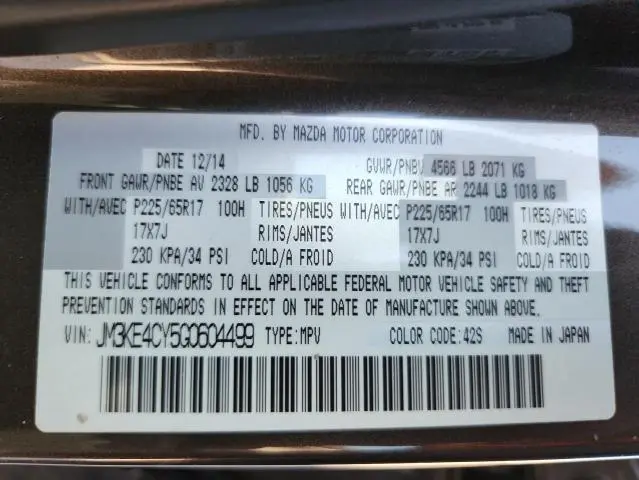 MFD. BY MAZDA MOTOR CORPORATION
DATE 12/14 GVWR/PNBV 4566 LB 2071 KG
FRONT GAWR/PNBE AV 2328 LB 1056 KG REAR GAWR/PNBE AR 2244 LB 1018 KG
WITH/AVEC P225/65R17 100H TIRES/PNEUS WITH/AVEC P225/65R17 100H TIRES/PNEUS
17X7J RIMS/JANTES 17X7J RIMS/JANTES
230 KPA/34 PSI COLD/A FROID 230 KPA/34 PSI COLD/A FROID
THIS VEHICLE CONFORMS TO ALL APPLICABLE FEDERAL MOTOR VEHICLE SAFETY AND THEFT
PREVENTION STANDARDS IN EFFECT ON THE DATE OF MANUFACTURE SHOWN ABOVE.
VIN: JM3KE4CY5G0604499 TYPE:MPV COLOR CODE:42S MADE IN JAPAN